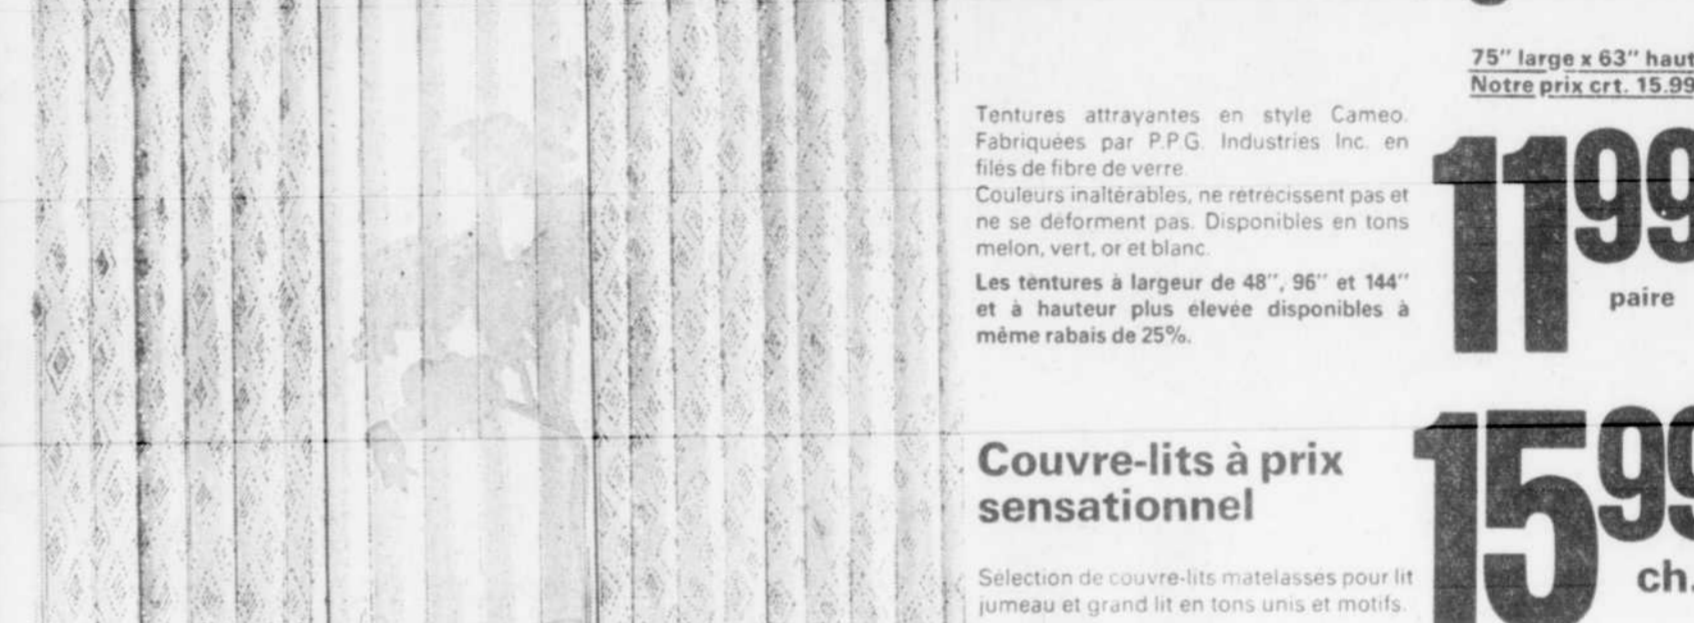 75" large x 63" haut
Notre prix crt. 15.99
Tentures attrayantes en style Cameo.
Fabriquées par P.P.G. Industries Inc. en
filés de fibre de verre.
Couleurs inaltérables, ne rétrécissent pas et
ne se déforment pas. Disponibles en tons
melon, vert, or et blanc.
Les tentures à largeur de 48", 96" et 144"
et à hauteur plus élevée disponibles à
même rabais de 25%.
1199
paire
Couvre-lits à prix
sensationnel
1599
ch.
Sélection de couvre-lits matelassés pour lit
jumeau et grand lit en tons unis et motifs.